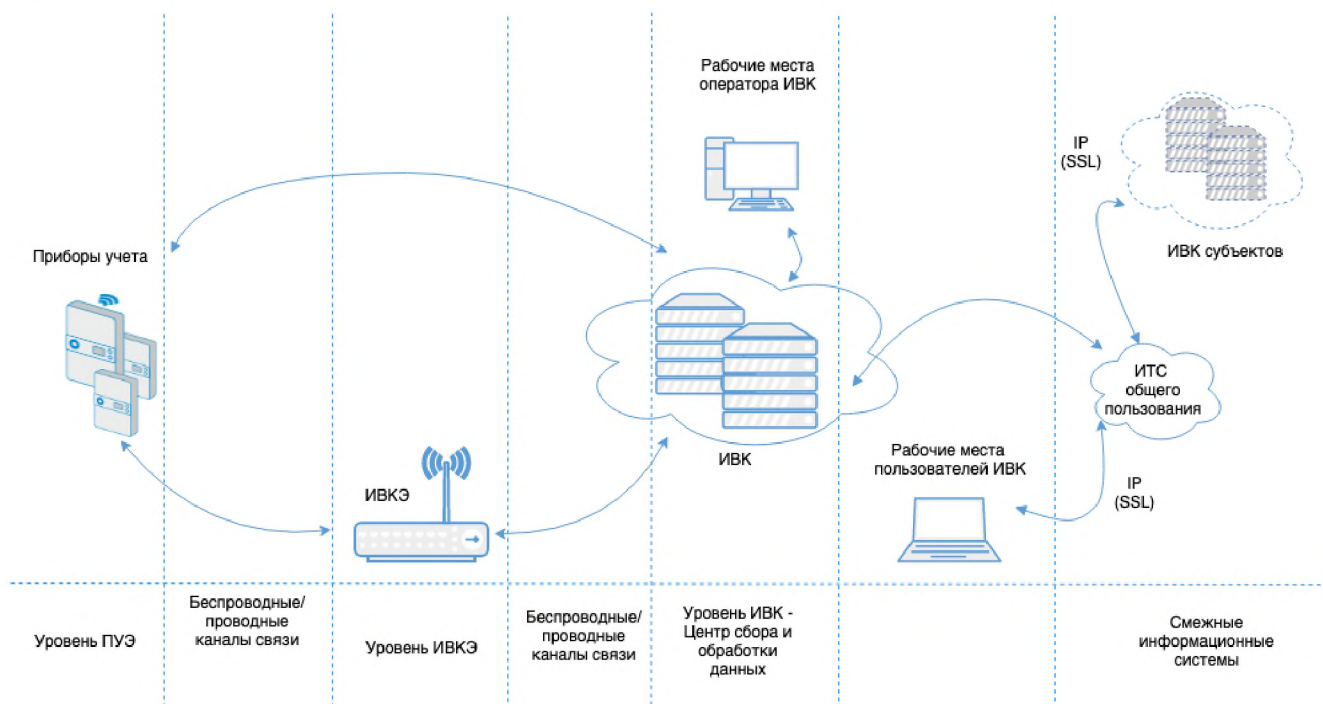 Рабочие места
оператора ИВК
IP
(SSL)
Приборы учета
ИВК субъектов
ИТС
общего
пользования
ИВК
Рабочие места
пользователей ИВК
ИВКЭ
IP
(SSL)
Уровень ПУЭ
Беспроводные/
проводные
каналы связи
Уровень ИВКЭ
Беспроводные/
проводные
каналы связи
Уровень ИВК -
Центр сбора и
обработки
данных
Смежные
информационные
системы